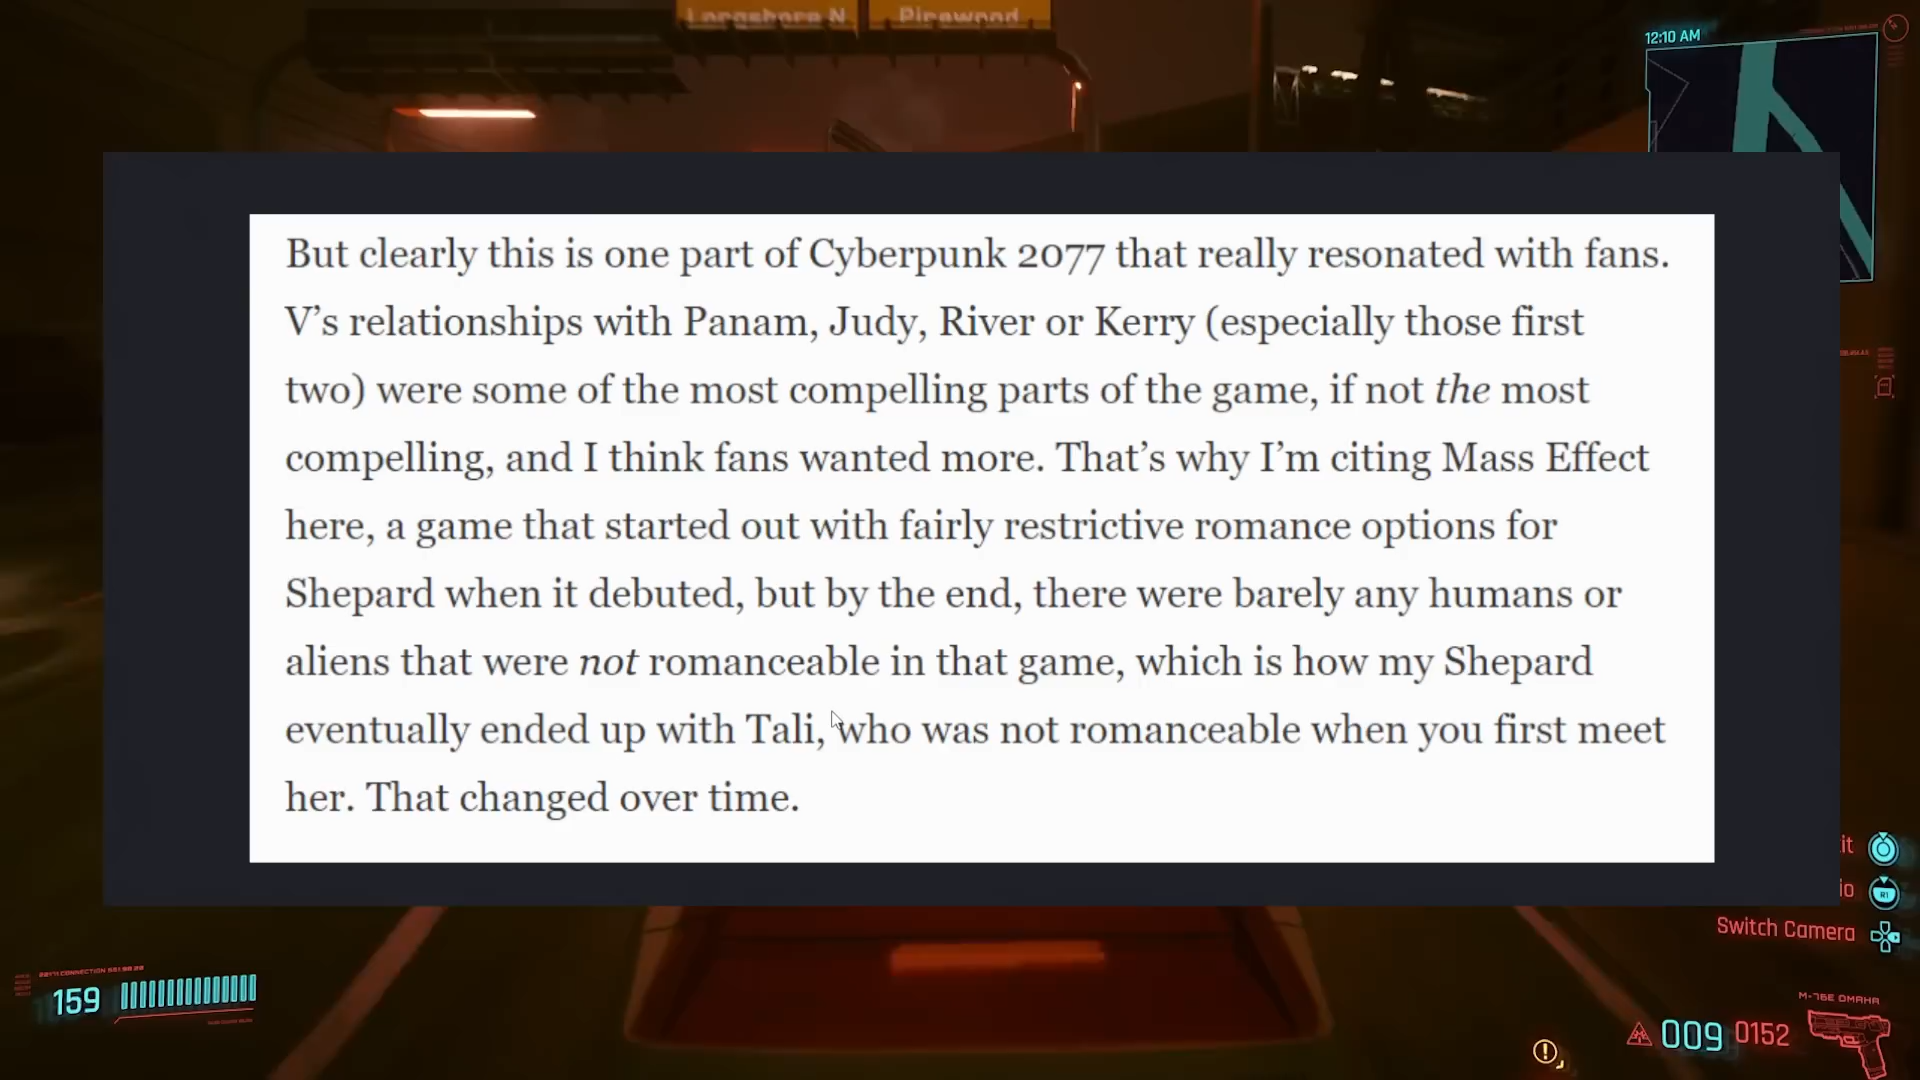 Longshore N
Pinewood
12:10 AM
But clearly this is one part of Cyberpunk 2077 that really resonated with fans.
V’s relationships with Panam, Judy, River or Kerry (especially those first
two) were some of the most compelling parts of the game, if not the most
compelling, and I think fans wanted more. That’s why I’m citing Mass Effect
here, a game that started out with fairly restrictive romance options for
Shepard when it debuted, but by the end, there were barely any humans or
aliens that were not romanceable in that game, which is how my Shepard
eventually ended up with Tali, who was not romanceable when you first meet
her. That changed over time.
it
io
R1
Switch Camera
159
M-76E OMAHA
009 0152